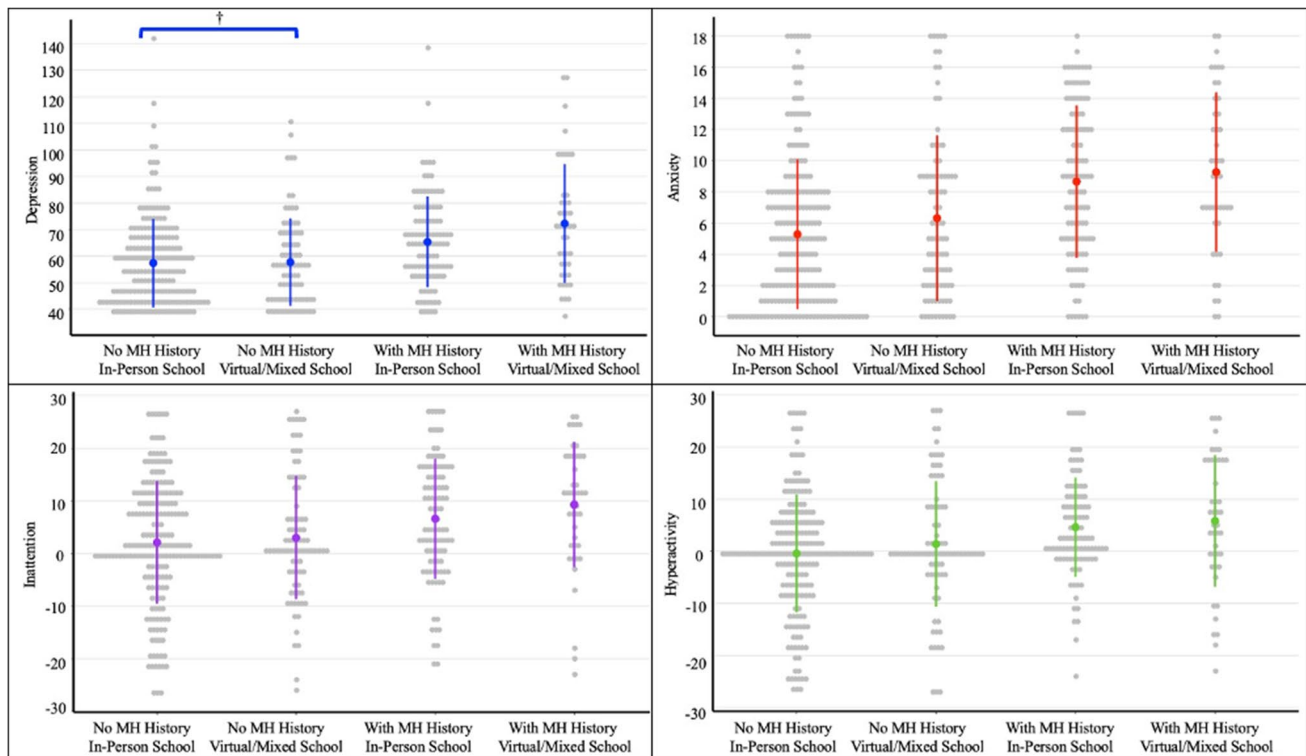 †
Depression
140
130
120
110
100
90
80
70
60
50
40
No MH History
In-Person School
No MH History
Virtual/Mixed School
With MH History
In-Person School
With MH History
Virtual/Mixed School
Anxiety
18
16
14
12
10
8
6
4
2
0
No MH History
In-Person School
No MH History
Virtual/Mixed School
With MH History
In-Person School
With MH History
Virtual/Mixed School
Inattention
30
20
10
0
-10
-20
-30
No MH History
In-Person School
No MH History
Virtual/Mixed School
With MH History
In-Person School
With MH History
Virtual/Mixed School
Hyperactivity
30
20
10
0
-10
-20
-30
No MH History
In-Person School
No MH History
Virtual/Mixed School
With MH History
In-Person School
With MH History
Virtual/Mixed School